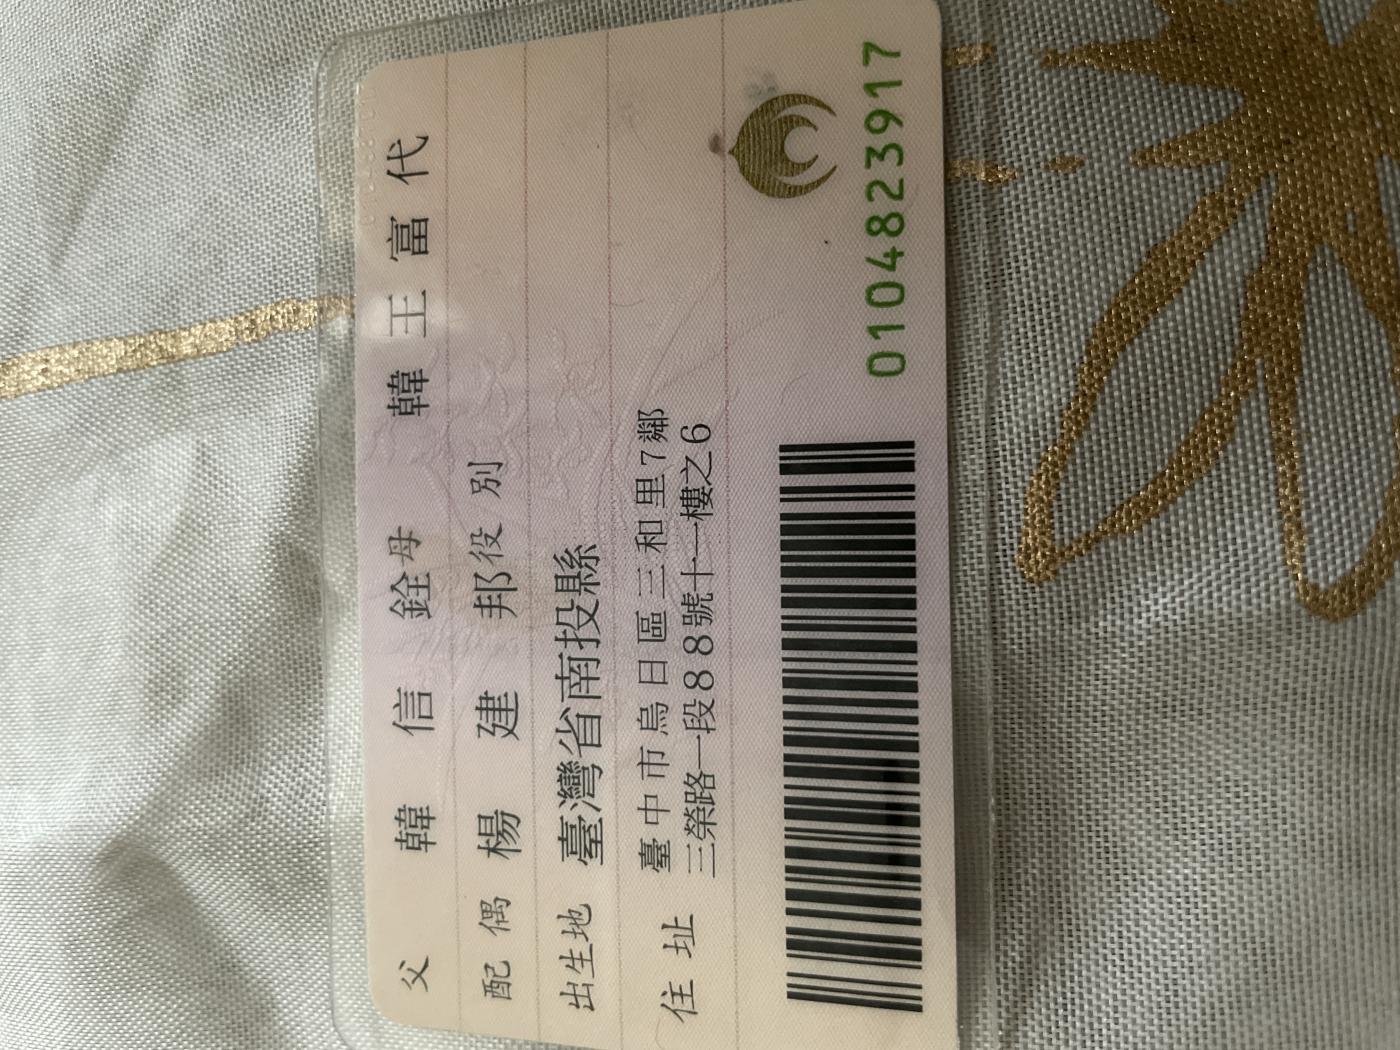 父 韓信銓 母 韓王富代
配偶 楊建邦 役別
出生地 臺灣省南投縣
住址 臺中市烏日區三和里7鄰
三榮路一段88號十一樓之6
0104823917